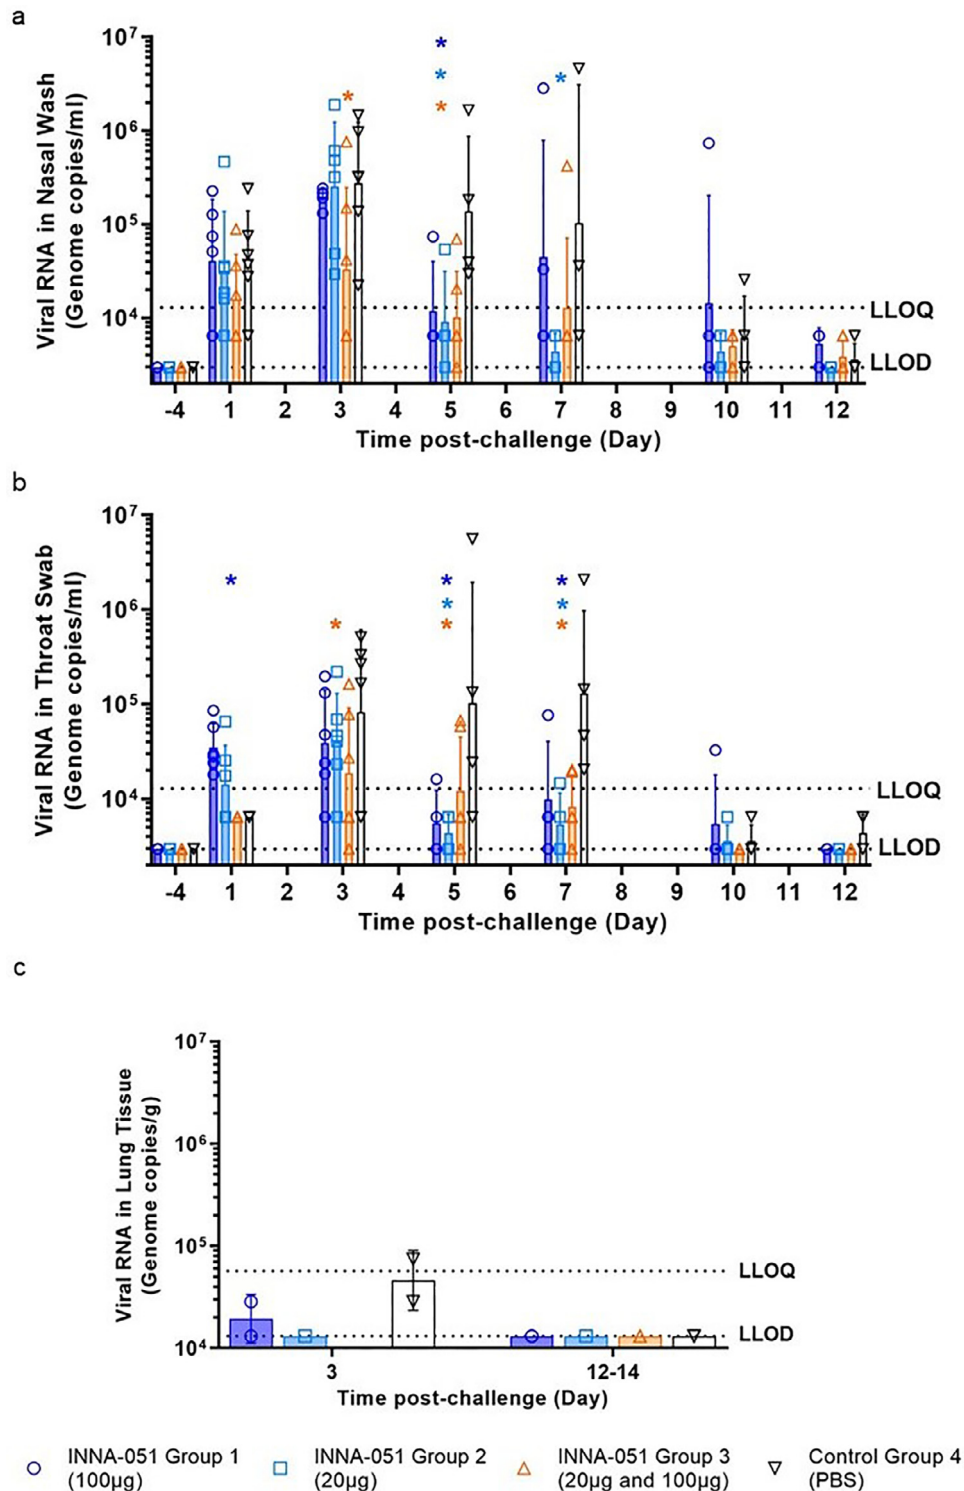 a
Viral RNA in Nasal Wash
(Genome copies/ml)
10⁷
10⁶
10⁵
10⁴
* * * * *
LLOQ
LLOD
-4 1 2 3 4 5 6 7 8 9 10 11 12
Time post-challenge (Day)
b
Viral RNA in Throat Swab
(Genome copies/ml)
10⁷
10⁶
10⁵
10⁴
* * * * * * * *
LLOQ
LLOD
-4 1 2 3 4 5 6 7 8 9 10 11 12
Time post-challenge (Day)
c
Viral RNA in Lung Tissue
(Genome copies/g)
10⁷
10⁶
10⁵
10⁴
LLOQ
LLOD
3 12-14
Time post-challenge (Day)
INNA-051 Group 1 INNA-051 Group 2 INNA-051 Group 3 Control Group 4
(100µg) (20µg) (20µg and 100µg) (PBS)